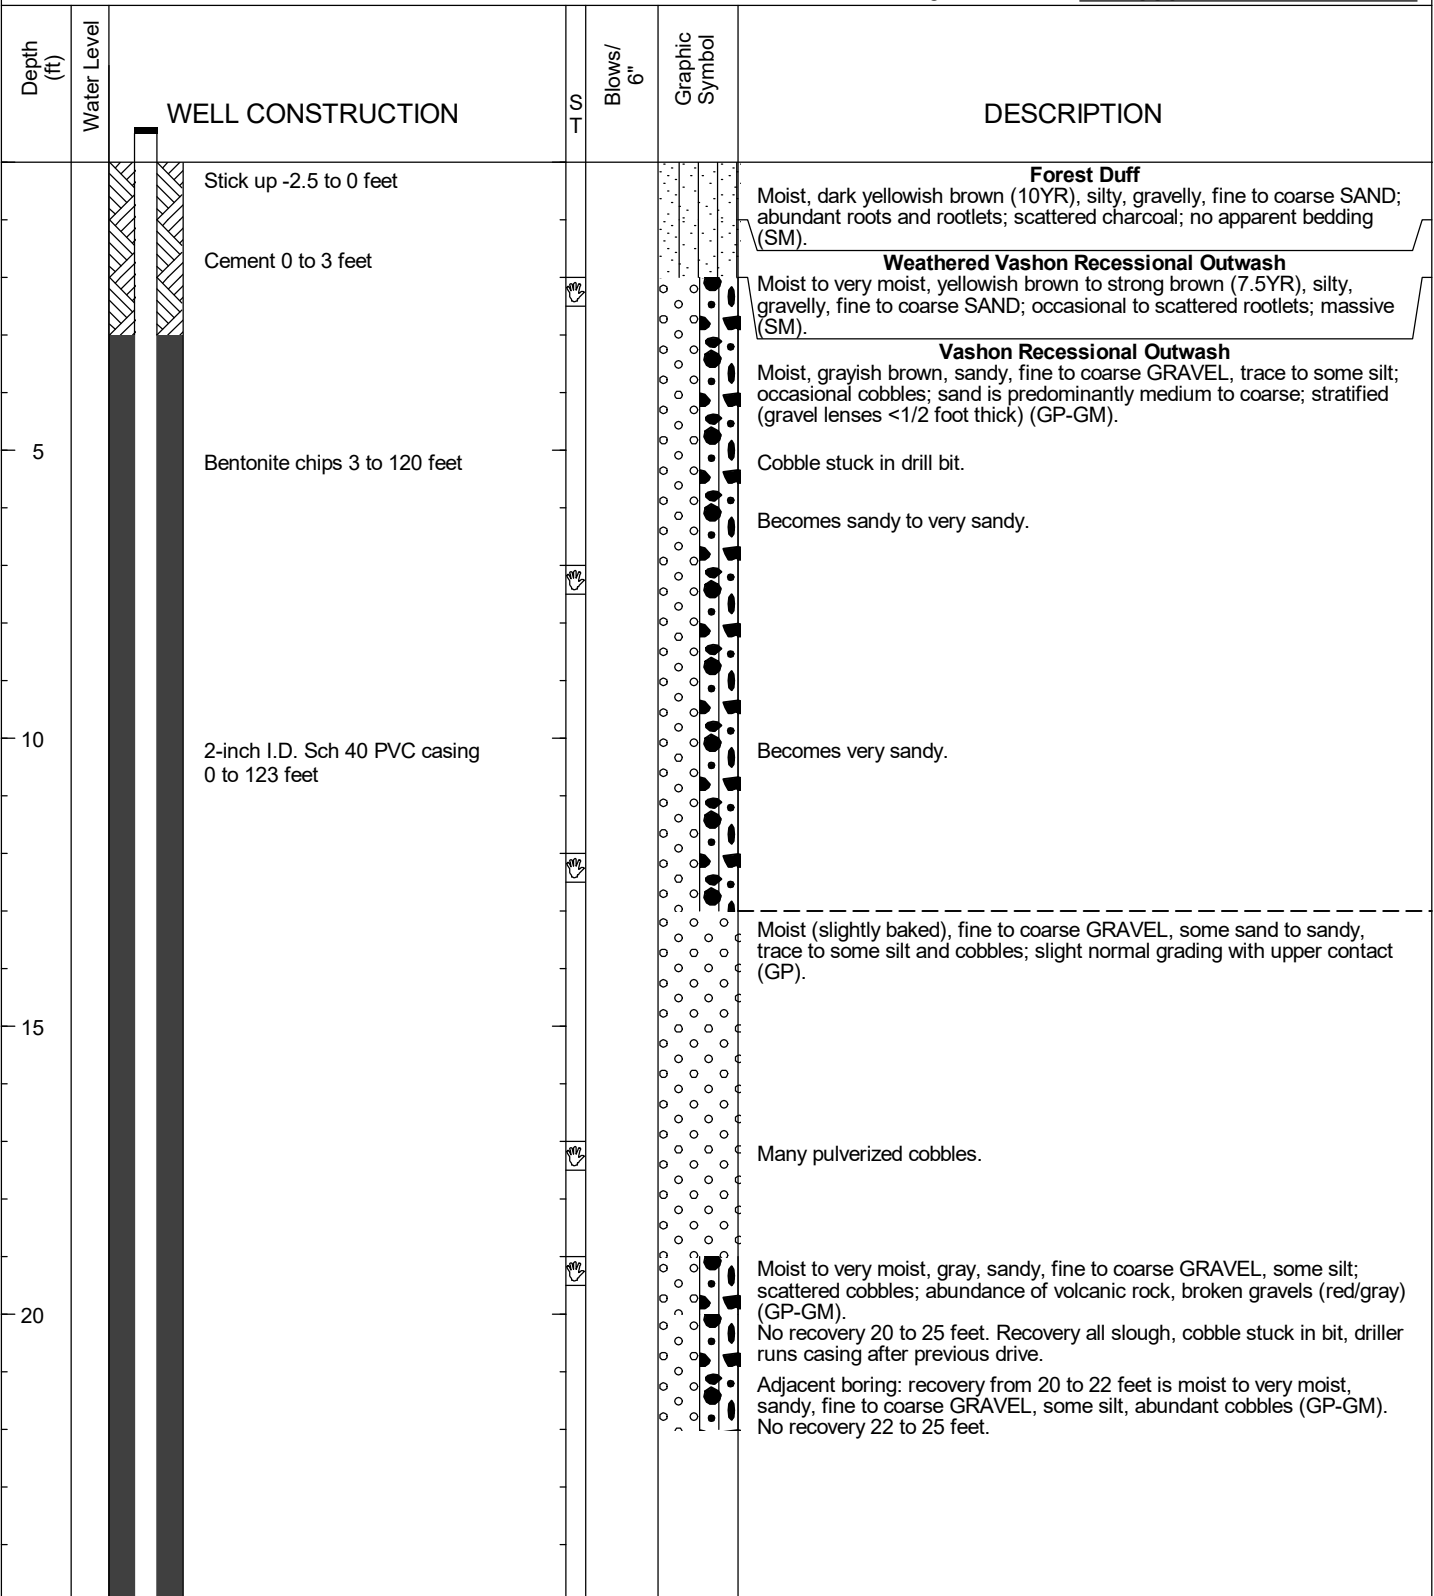 Depth
(ft)
Water Level
WELL CONSTRUCTION
S
T
Blows/
6"
Graphic
Symbol
DESCRIPTION
Stick up -2.5 to 0 feet
Cement 0 to 3 feet
Forest Duff
Moist, dark yellowish brown (10YR), silty, gravelly, fine to coarse SAND;
abundant roots and rootlets; scattered charcoal; no apparent bedding
(SM).
Weathered Vashon Recessional Outwash
Moist to very moist, yellowish brown to strong brown (7.5YR), silty,
gravelly, fine to coarse SAND; occasional to scattered rootlets; massive
(SM).
Vashon Recessional Outwash
Moist, grayish brown, sandy, fine to coarse GRAVEL, trace to some silt;
occasional cobbles; sand is predominantly medium to coarse; stratified
(gravel lenses <1/2 foot thick) (GP-GM).
5
Bentonite chips 3 to 120 feet
Cobble stuck in drill bit.
Becomes sandy to very sandy.
10
2-inch I.D. Sch 40 PVC casing
0 to 123 feet
Becomes very sandy.
Moist (slightly baked), fine to coarse GRAVEL, some sand to sandy,
trace to some silt and cobbles; slight normal grading with upper contact
(GP).
15
Many pulverized cobbles.
Moist to very moist, gray, sandy, fine to coarse GRAVEL, some silt;
scattered cobbles; abundance of volcanic rock, broken gravels (red/gray)
(GP-GM).
20
No recovery 20 to 25 feet. Recovery all slough, cobble stuck in bit, driller
runs casing after previous drive.
Adjacent boring: recovery from 20 to 22 feet is moist to very moist,
sandy, fine to coarse GRAVEL, some silt, abundant cobbles (GP-GM).
No recovery 22 to 25 feet.